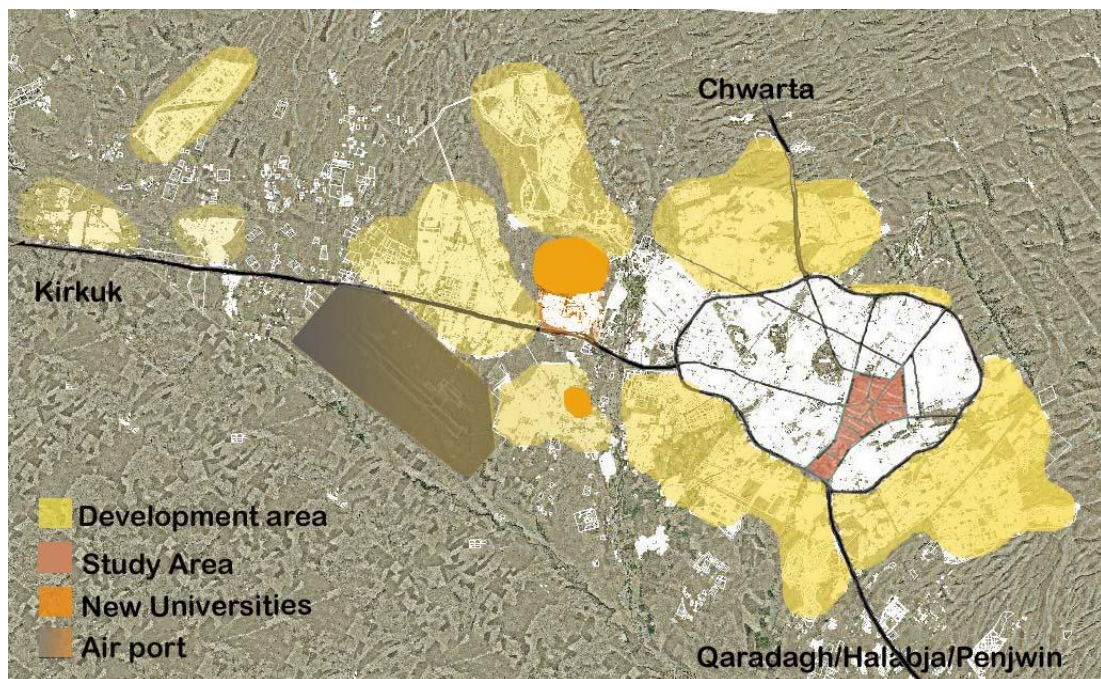 Chwarta
Kirkuk
Development area
Study Area
New Universities
Air port
Qaradagh/Halabja/Penjwin